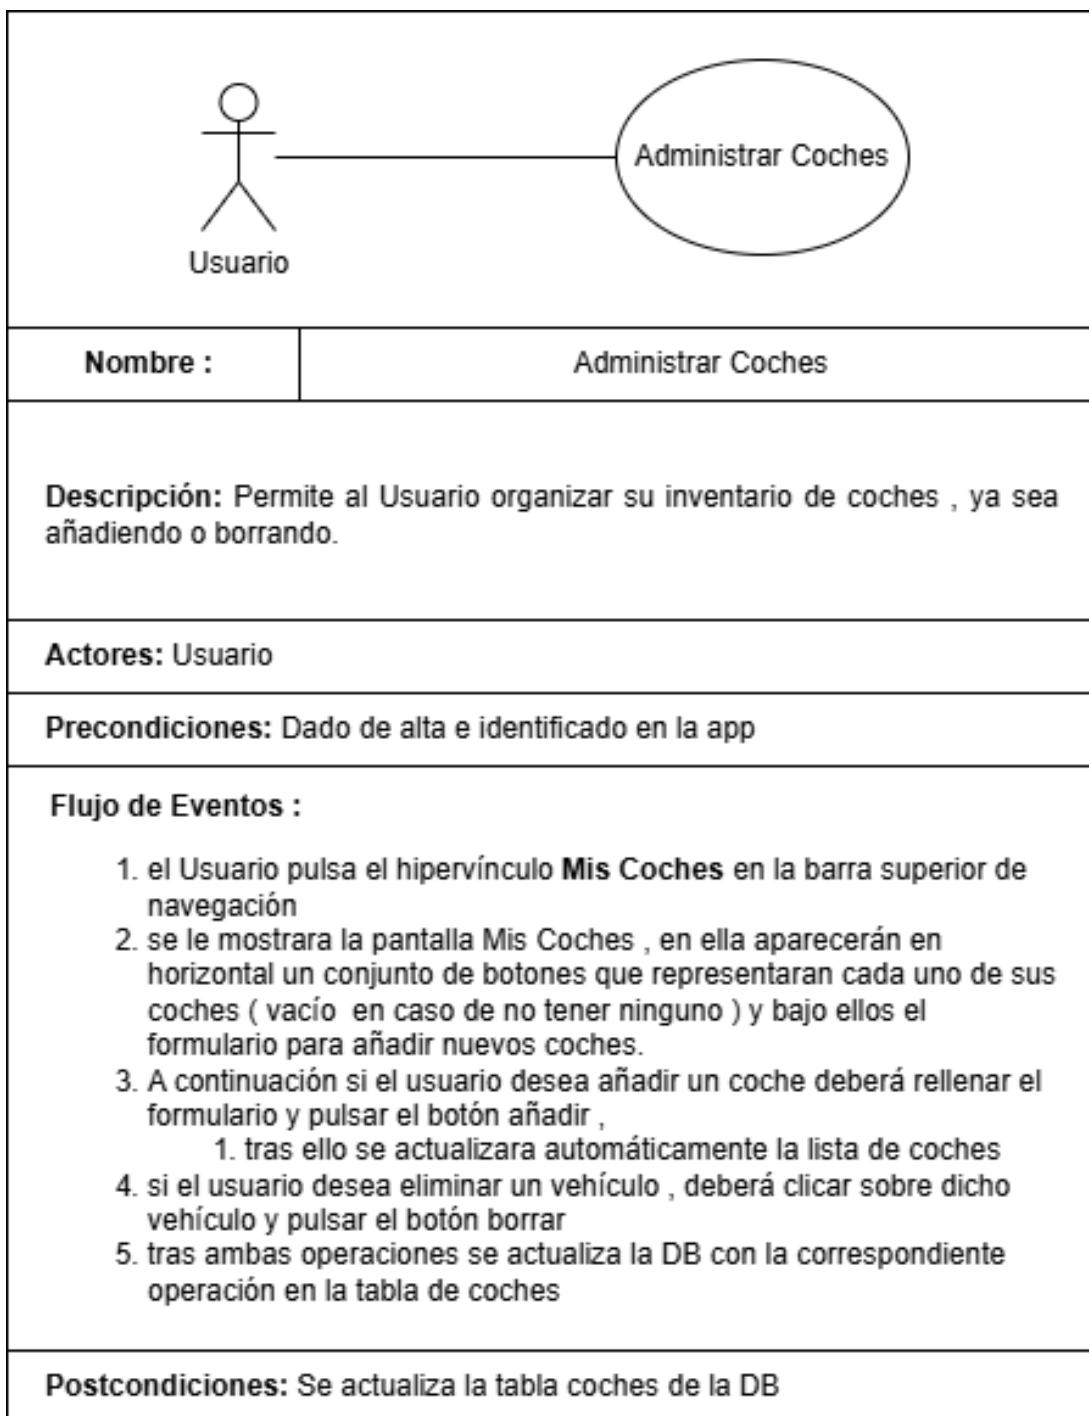 Administrar Coches
Usuario
Nombre :
Administrar Coches
Descripción: Permite al Usuario organizar su inventario de coches , ya sea
añadiendo o borrando.
Actores: Usuario
Precondiciones: Dado de alta e identificado en la app
Flujo de Eventos :
1. el Usuario pulsa el hipervínculo Mis Coches en la barra superior de
navegación
2. se le mostrara la pantalla Mis Coches , en ella aparecerán en
horizontal un conjunto de botones que representaran cada uno de sus
coches ( vacío  en caso de no tener ninguno ) y bajo ellos el
formulario para añadir nuevos coches.
3. A continuación si el usuario desea añadir un coche deberá rellenar el
formulario y pulsar el botón añadir ,
1. tras ello se actualizara automáticamente la lista de coches
4. si el usuario desea eliminar un vehículo , deberá clicar sobre dicho
vehículo y pulsar el botón borrar
5. tras ambas operaciones se actualiza la DB con la correspondiente
operación en la tabla de coches
Postcondiciones: Se actualiza la tabla coches de la DB